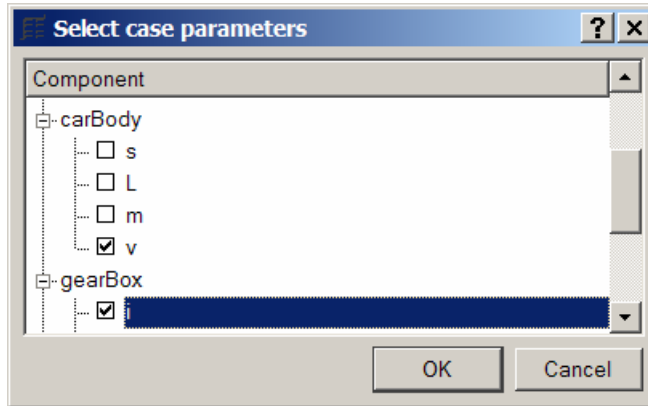 Select case parameters
Component
carBody
s
L
m
v
gearBox
i
OK Cancel